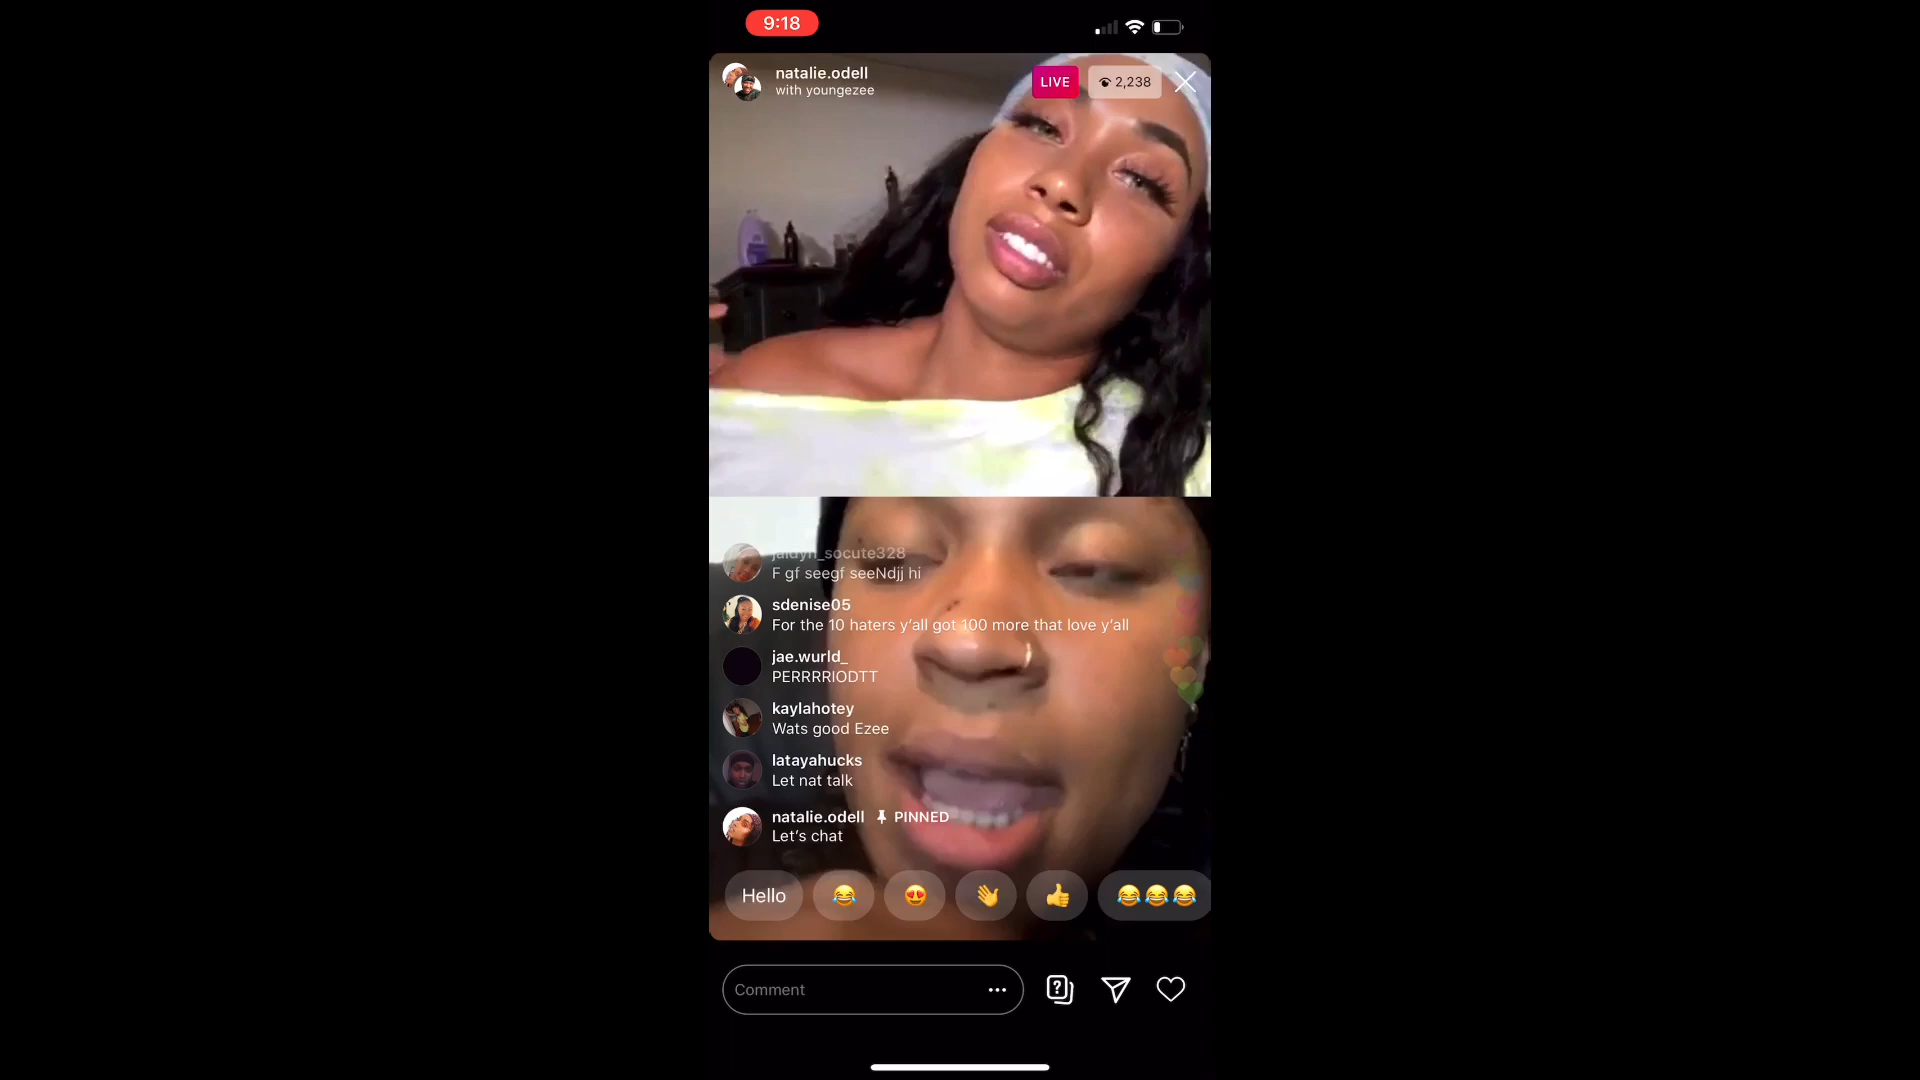 9:18
natalie.odell
with youngezee
LIVE
2,238
jaidyn_socute328
F gf seegf seeNdjj hi
sdenise05
For the 10 haters y’all got 100 more that love y’all
jae.wurld_
PERRRRIODTT
kaylahotey
Wats good Ezee
latayahucks
Let nat talk
natalie.odell PINNED
Let’s chat
Hello
Comment